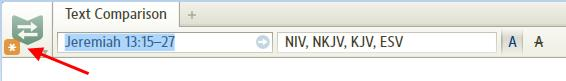 Text Comparison +
Jeremiah 13:15–27 NIV, NKJV, KJV, ESV A A